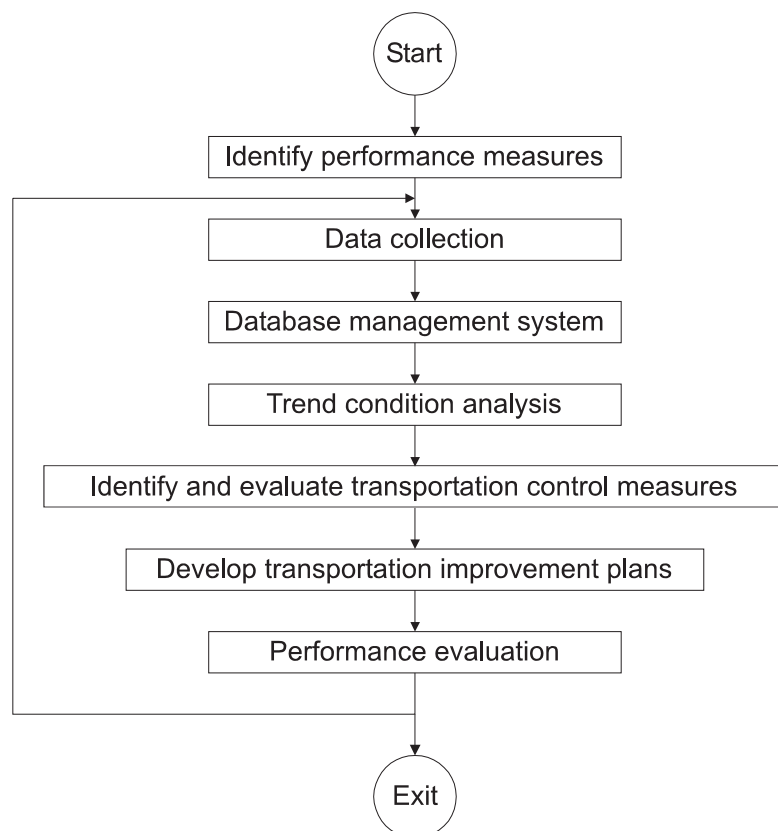 Start
Identify performance measures
Data collection
Database management system
Trend condition analysis
Identify and evaluate transportation control measures
Develop transportation improvement plans
Performance evaluation
Exit